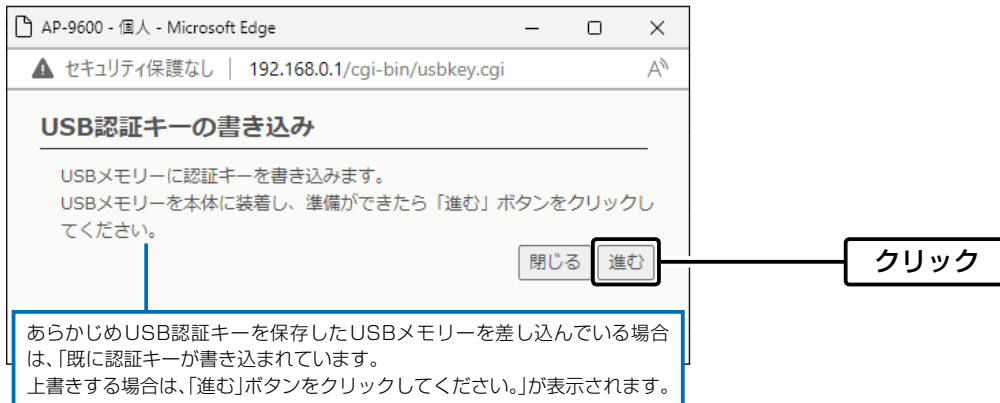 AP-9600 - 個人 - Microsoft Edge
セキュリティ保護なし | 192.168.0.1/cgi-bin/usbkey.cgi
USB認証キーの書き込み
USBメモリーに認証キーを書き込みます。
USBメモリーを本体に装着し、準備ができたら「進む」ボタンをクリックし
てください。
閉じる 進む
クリック
あらかじめUSB認証キーを保存したUSBメモリーを差し込んでいる場合
は、「既に認証キーが書き込まれています。
上書きする場合は、「進む」ボタンをクリックしてください。」が表示されます。